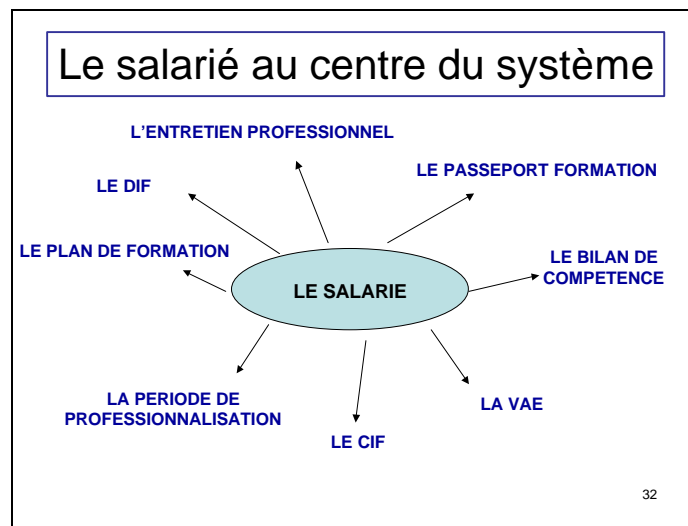 Le salarié au centre du système
L'ENTRETIEN PROFESSIONNEL
LE PASSEPORT FORMATION
LE DIF
LE PLAN DE FORMATION
LE BILAN DE
COMPETENCE
LE SALARIE
LA PERIODE DE
PROFESSIONNALISATION
LA VAE
LE CIF
32